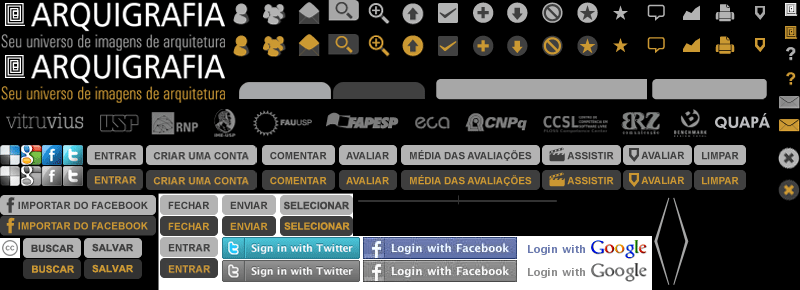 ARQUIGRAFIA
Seu universo de imagens de arquitetura
ARQUIGRAFIA
Seu universo de imagens de arquitetura
vitruvius USP RNP FAUUSP FAPESP eca CNPq CCSL BRZ BENCHMARK QUAPÁ
ENTRAR CRIAR UMA CONTA COMENTAR AVALIAR MÉDIA DAS AVALIAÇÕES ASSISTIR AVALIAR LIMPAR
ENTRAR CRIAR UMA CONTA COMENTAR AVALIAR MÉDIA DAS AVALIAÇÕES ASSISTIR AVALIAR LIMPAR
IMPORTAR DO FACEBOOK FECHAR ENVIAR SELECIONAR
IMPORTAR DO FACEBOOK FECHAR ENVIAR SELECIONAR
cc BUSCAR SALVAR ENTRAR Sign in with Twitter Login with Facebook Login with Google
BUSCAR SALVAR ENTRAR Sign in with Twitter Login with Facebook Login with Google